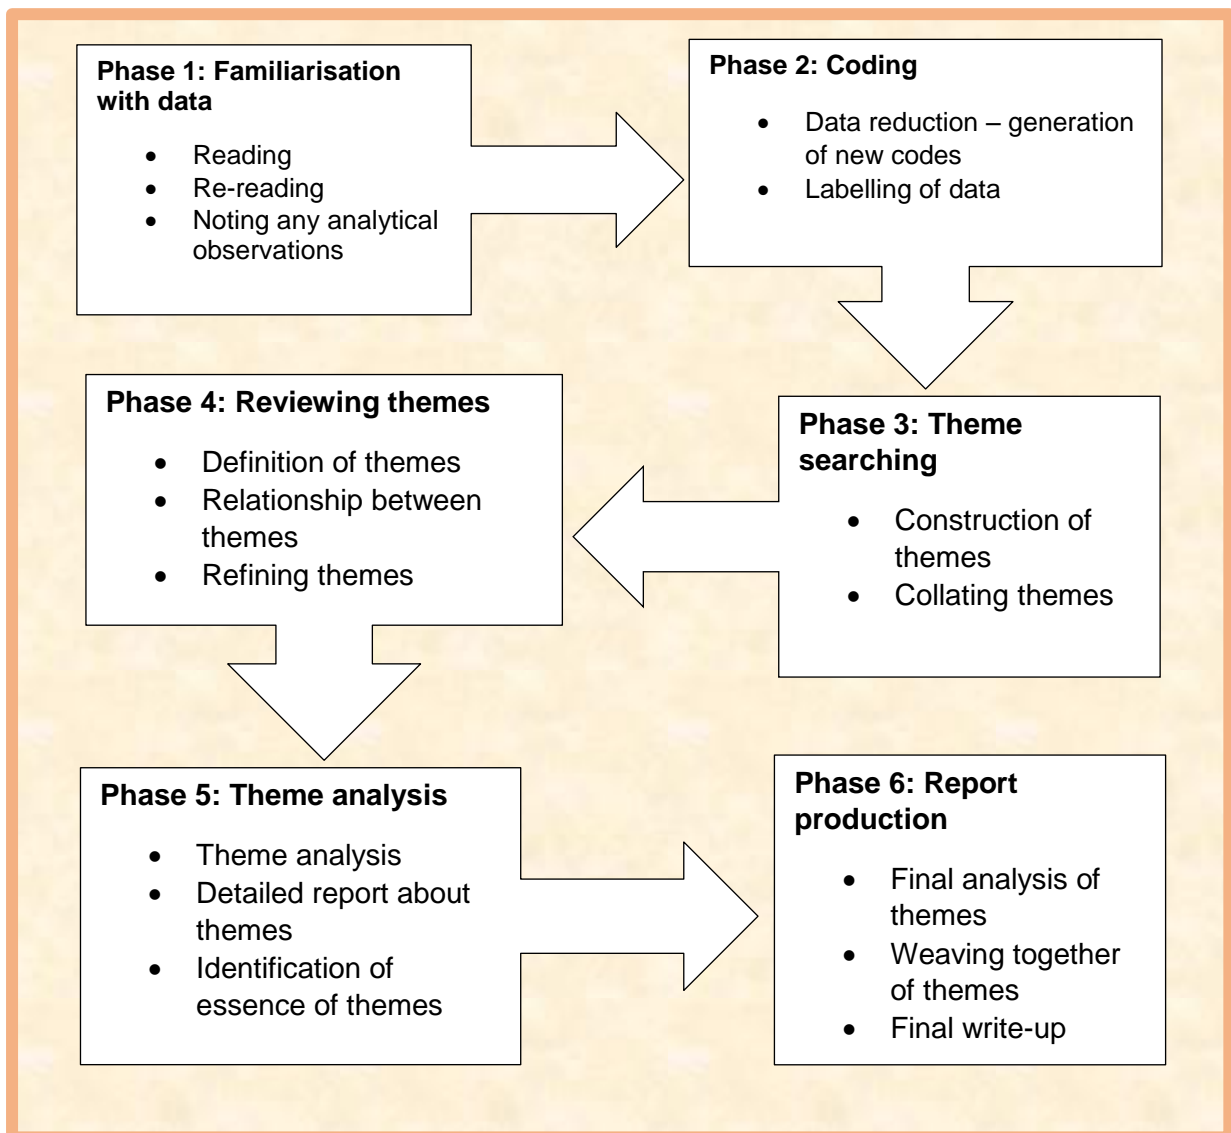 Phase 1: Familiarisation
with data
• Reading
• Re-reading
• Noting any analytical
observations
Phase 2: Coding
• Data reduction – generation
of new codes
• Labelling of data
Phase 3: Theme
searching
• Construction of
themes
• Collating themes
Phase 4: Reviewing themes
• Definition of themes
• Relationship between
themes
• Refining themes
Phase 5: Theme analysis
• Theme analysis
• Detailed report about
themes
• Identification of
essence of themes
Phase 6: Report
production
• Final analysis of
themes
• Weaving together
of themes
• Final write-up